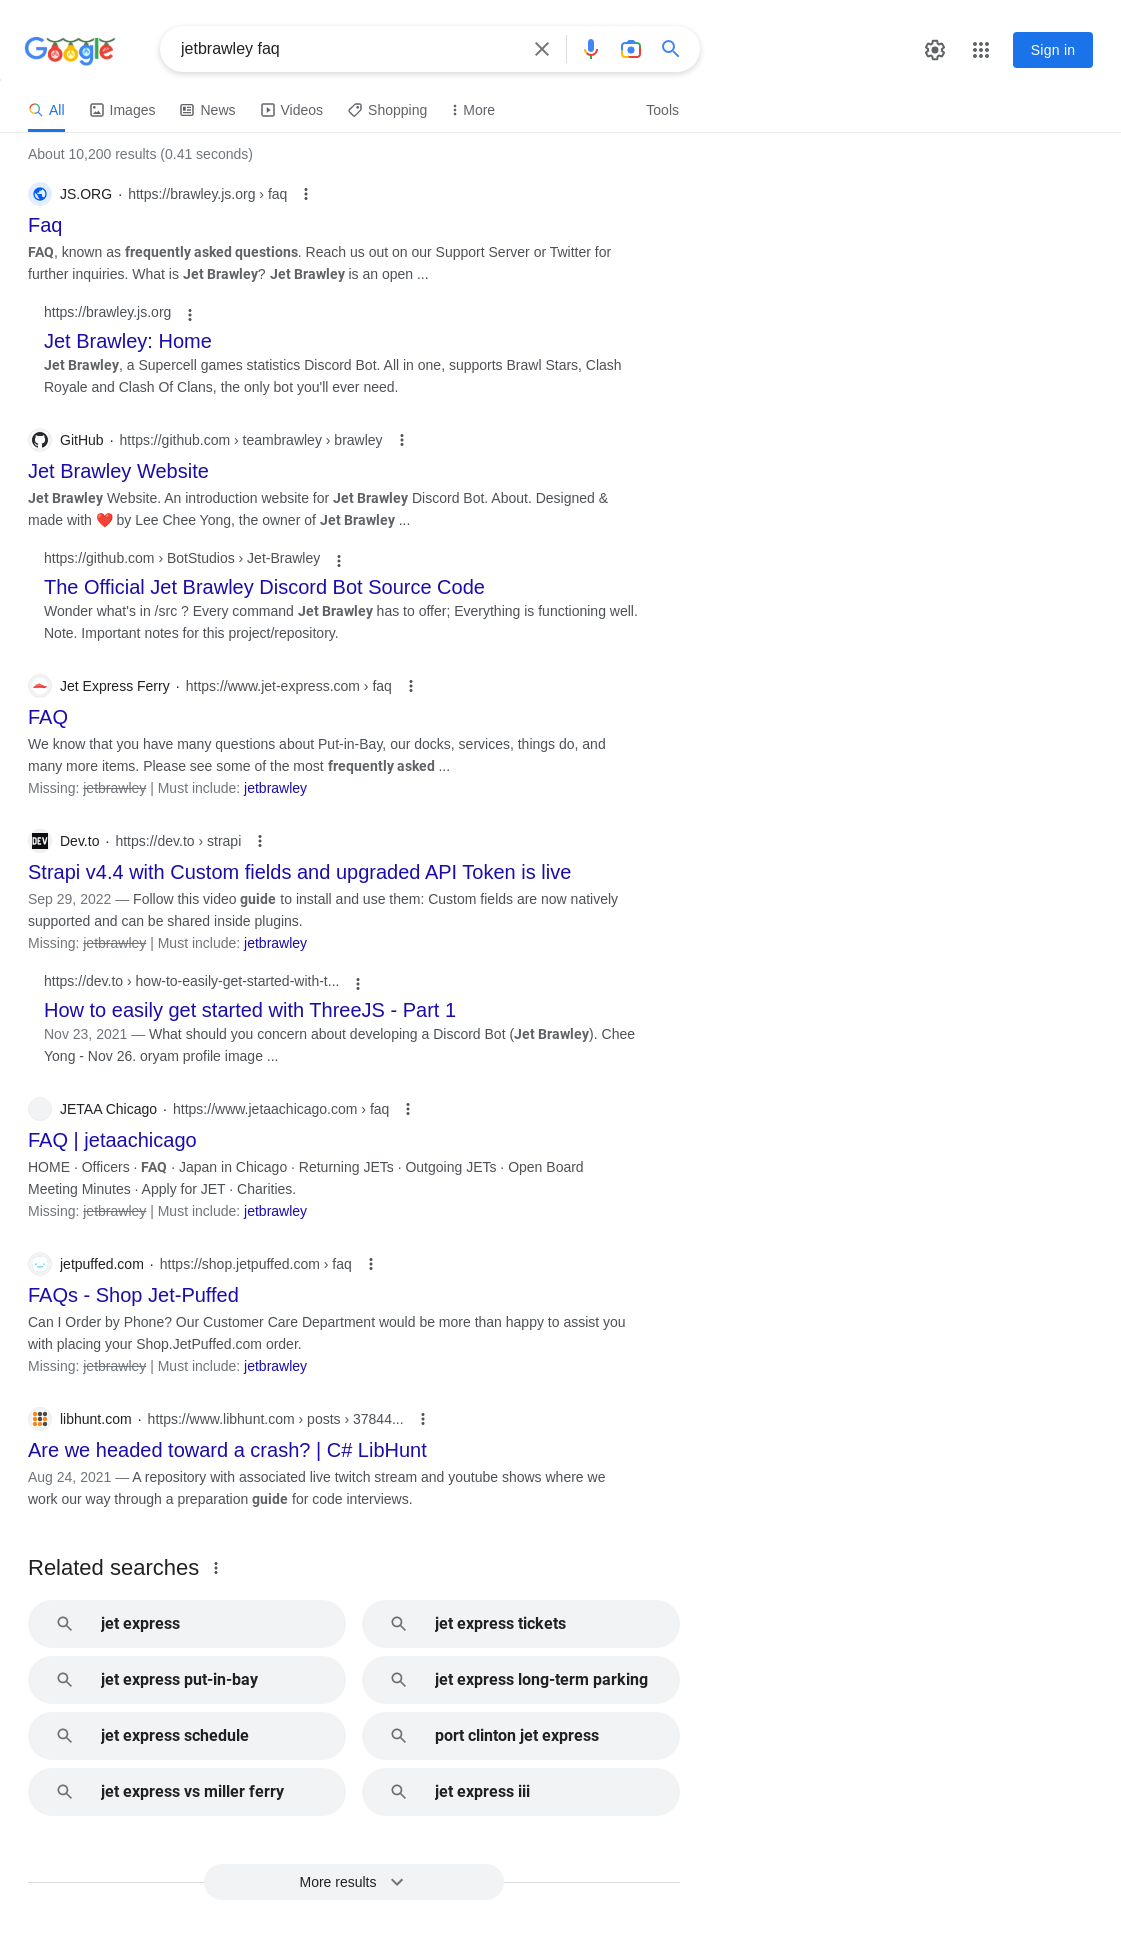 Google
jetbrawley faq
Sign in
All
Images
News
Videos
Shopping
More
Tools
About 10,200 results (0.41 seconds)
JS.ORG · https://brawley.js.org › faq
Faq
FAQ, known as frequently asked questions. Reach us out on our Support Server or Twitter for
further inquiries. What is Jet Brawley? Jet Brawley is an open ...
https://brawley.js.org
Jet Brawley: Home
Jet Brawley, a Supercell games statistics Discord Bot. All in one, supports Brawl Stars, Clash
Royale and Clash Of Clans, the only bot you'll ever need.
GitHub · https://github.com › teambrawley › brawley
Jet Brawley Website
Jet Brawley Website. An introduction website for Jet Brawley Discord Bot. About. Designed &
made with ❤️ by Lee Chee Yong, the owner of Jet Brawley ...
https://github.com › BotStudios › Jet-Brawley
The Official Jet Brawley Discord Bot Source Code
Wonder what's in /src ? Every command Jet Brawley has to offer; Everything is functioning well.
Note. Important notes for this project/repository.
Jet Express Ferry · https://www.jet-express.com › faq
FAQ
We know that you have many questions about Put-in-Bay, our docks, services, things do, and
many more items. Please see some of the most frequently asked ...
Missing: jetbrawley | Must include: jetbrawley
DEV
Dev.to · https://dev.to › strapi
Strapi v4.4 with Custom fields and upgraded API Token is live
Sep 29, 2022 — Follow this video guide to install and use them: Custom fields are now natively
supported and can be shared inside plugins.
Missing: jetbrawley | Must include: jetbrawley
https://dev.to › how-to-easily-get-started-with-t...
How to easily get started with ThreeJS - Part 1
Nov 23, 2021 — What should you concern about developing a Discord Bot (Jet Brawley). Chee
Yong - Nov 26. oryam profile image ...
JETAA Chicago · https://www.jetaachicago.com › faq
FAQ | jetaachicago
HOME · Officers · FAQ · Japan in Chicago · Returning JETs · Outgoing JETs · Open Board
Meeting Minutes · Apply for JET · Charities.
Missing: jetbrawley | Must include: jetbrawley
jetpuffed.com · https://shop.jetpuffed.com › faq
FAQs - Shop Jet-Puffed
Can I Order by Phone? Our Customer Care Department would be more than happy to assist you
with placing your Shop.JetPuffed.com order.
Missing: jetbrawley | Must include: jetbrawley
libhunt.com · https://www.libhunt.com › posts › 37844...
Are we headed toward a crash? | C# LibHunt
Aug 24, 2021 — A repository with associated live twitch stream and youtube shows where we
work our way through a preparation guide for code interviews.
Related searches
jet express
jet express tickets
jet express put-in-bay
jet express long-term parking
jet express schedule
port clinton jet express
jet express vs miller ferry
jet express iii
More results